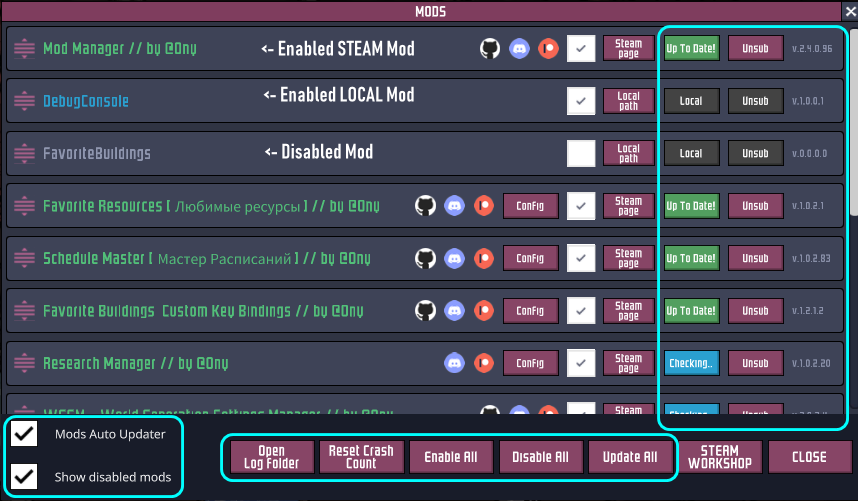 MODS
Mod Manager // by @Ony <- Enabled STEAM Mod Steam page Up To Date! Unsub v.2.4.0.96
DebugConsole <- Enabled LOCAL Mod Local path Local Unsub v.1.0.0.1
FavoriteBuildings <- Disabled Mod Local path Local Unsub v.0.0.0.0
Favorite Resources [ Любимые ресурсы ] // by @Ony Config Steam page Up To Date! Unsub v.1.0.2.1
Schedule Master [ Мастер Расписаний ] // by @Ony Config Steam page Up To Date! Unsub v.1.0.2.83
Favorite Buildings Custom Key Bindings // by @Ony Config Steam page Up To Date! Unsub v.1.2.1.2
Research Manager // by @Ony Config Steam page Checking.. Unsub v.1.0.2.20
World Generation Settings Manager // by @Ony Config Steam Checking.. Unsub
Mods Auto Updater
Show disabled mods
Open Log Folder Reset Crash Count Enable All Disable All Update All STEAM WORKSHOP CLOSE